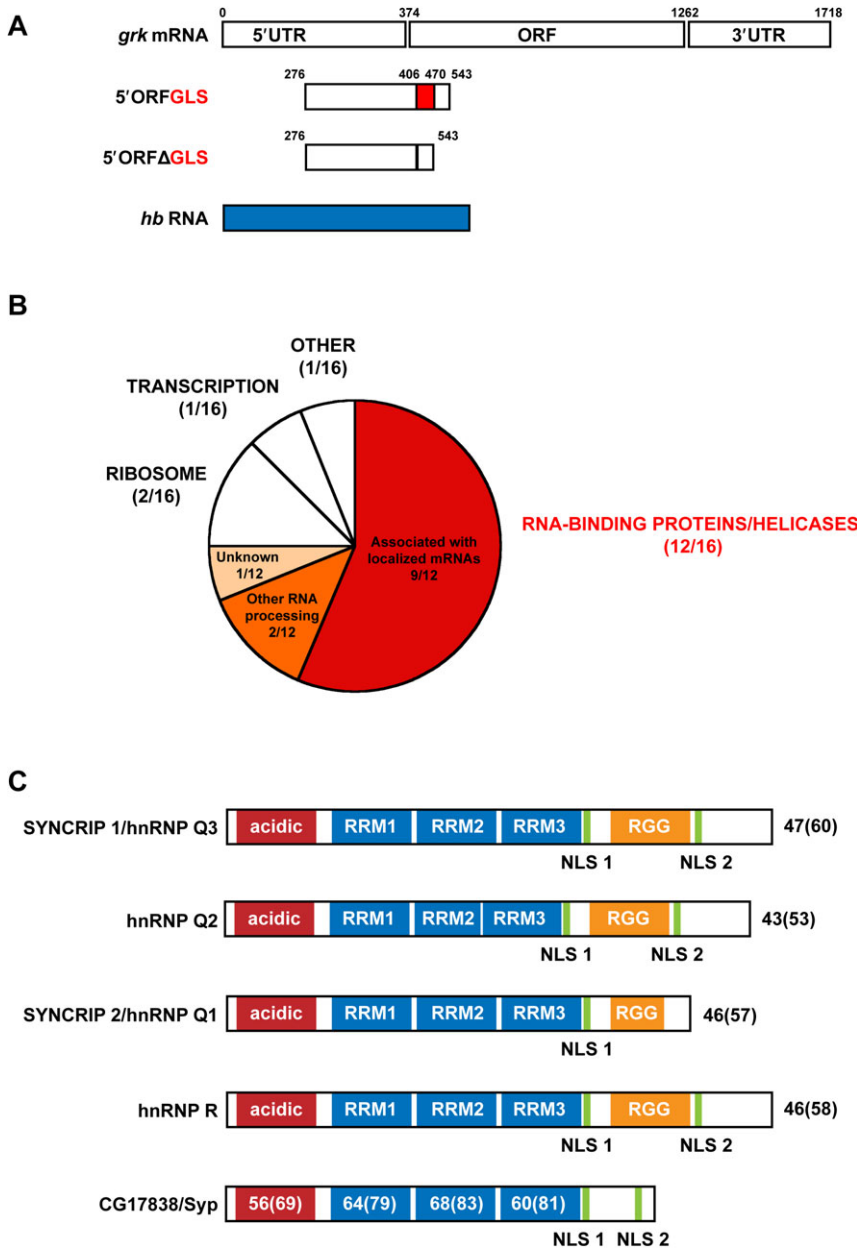 A
0 374 1262 1718
grk mRNA 5′UTR ORF 3′UTR
276 406 470 543
5′ORFGLS
276 543
5′ORFΔGLS
hb RNA
B
OTHER
(1/16)
TRANSCRIPTION
(1/16)
RIBOSOME
(2/16)
RNA-BINDING PROTEINS/HELICASES
(12/16)
Associated with
localized mRNAs
9/12
Unknown
1/12
Other RNA
processing
2/12
C
SYNCRIP 1/hnRNP Q3 acidic RRM1 RRM2 RRM3 RGG 47(60)
NLS 1 NLS 2
hnRNP Q2 acidic RRM1 RRM2 RRM3 RGG 43(53)
NLS 1 NLS 2
SYNCRIP 2/hnRNP Q1 acidic RRM1 RRM2 RRM3 RGG 46(57)
NLS 1
hnRNP R acidic RRM1 RRM2 RRM3 RGG 46(58)
NLS 1 NLS 2
CG17838/Syp 56(69) 64(79) 68(83) 60(81)
NLS 1 NLS 2